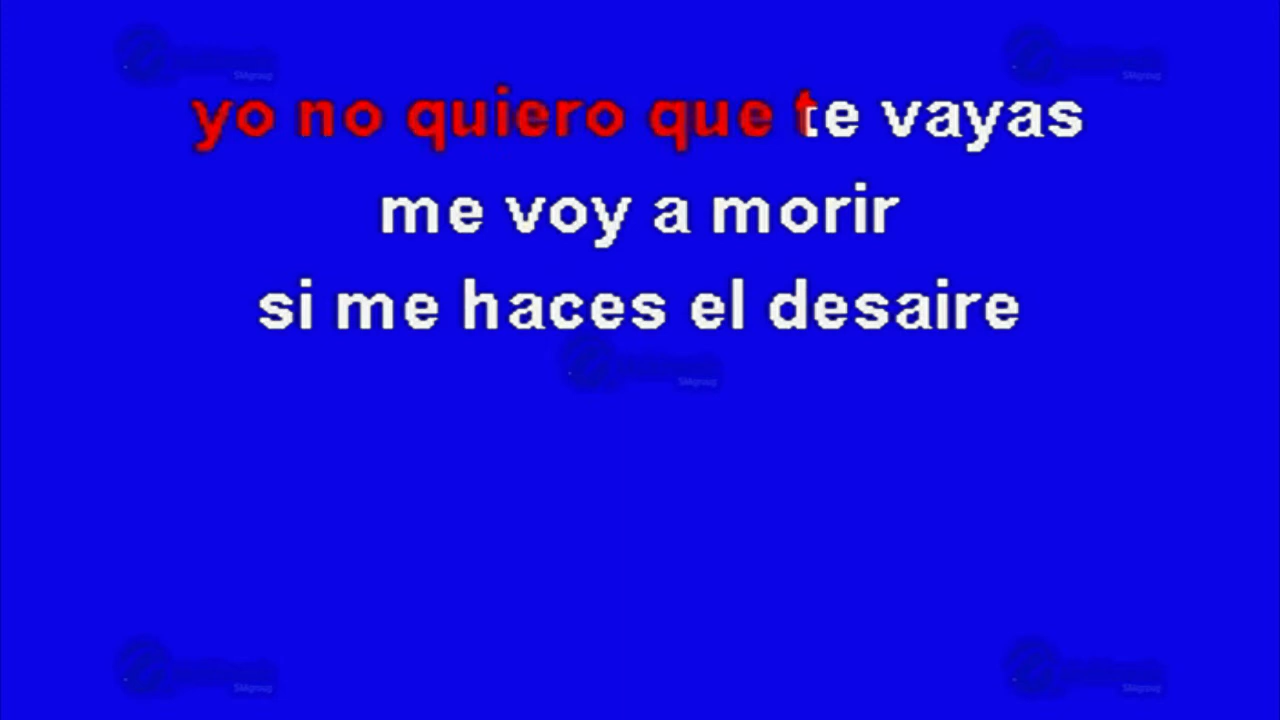 yo no quiero que te vayas
me voy a morir
si me haces el desaire